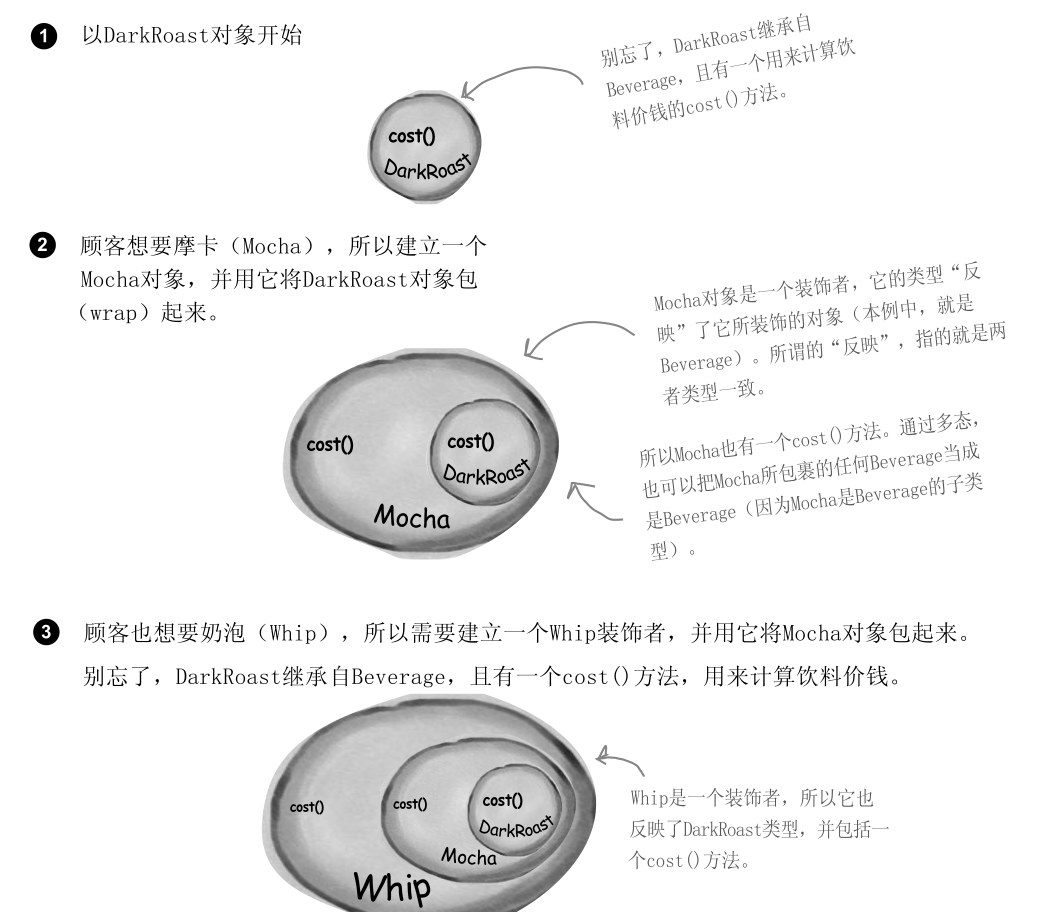 1 以DarkRoast对象开始
别忘了，DarkRoast继承自
Beverage，且有一个用来计算饮
料价钱的cost()方法。
cost()
DarkRoast
2 顾客想要摩卡（Mocha），所以建立一个
Mocha对象，并用它将DarkRoast对象包
（wrap）起来。
Mocha对象是一个装饰者，它的类型“反
映”了它所装饰的对象（本例中，就是
Beverage）。所谓的“反映”，指的就是两
者类型一致。
cost()
cost()
DarkRoast
Mocha
所以Mocha也有一个cost()方法。通过多态，
也可以把Mocha所包裹的任何Beverage当成
是Beverage（因为Mocha是Beverage的子类
型）。
3 顾客也想要奶泡（Whip），所以需要建立一个Whip装饰者，并用它将Mocha对象包起来。
别忘了，DarkRoast继承自Beverage，且有一个cost()方法，用来计算饮料价钱。
cost()
cost()
cost()
DarkRoast
Mocha
Whip
Whip是一个装饰者，所以它也
反映了DarkRoast类型，并包括一
个cost()方法。